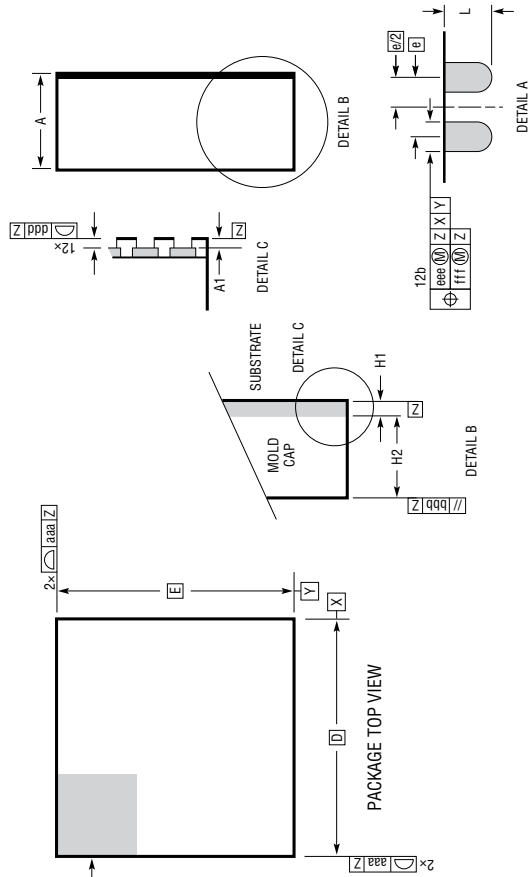 A
DETAIL B
e/2
e
L
DETAIL A
12b
eee Ⓜ Z X Y
fff Ⓜ Z
12×
ddd Z
A1
Z
DETAIL C
SUBSTRATE
DETAIL C
MOLD
CAP
H1
H2
Z
// bbb Z
DETAIL B
2×
aaa Z
E
Y
X
D
PACKAGE TOP VIEW
aaa Z
2×